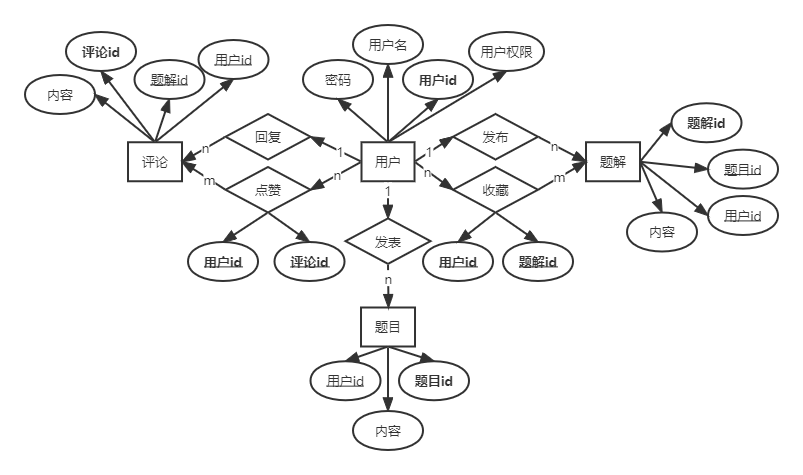 用户名
评论id
用户id
用户权限
题解id
密码
用户id
内容
题解id
回复
发布
n
1
1
n
评论
用户
题解
题目id
m
n
n
m
点赞
收藏
1
用户id
内容
发表
用户id
评论id
用户id
题解id
n
题目
用户id
题目id
内容